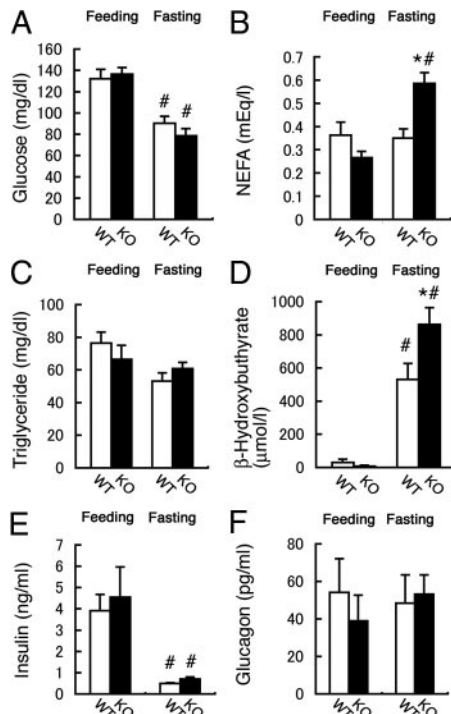 A
Feeding Fasting
Glucose (mg/dl)
160
140
120
100
80
60
40
20
0
# #
WT KO WT KO
B
Feeding Fasting
NEFA (mEq/l)
0.7
0.6
0.5
0.4
0.3
0.2
0.1
0
*#
WT KO WT KO
C
Feeding Fasting
Triglyceride (mg/dl)
100
80
60
40
20
0
WT KO WT KO
D
Feeding Fasting
β-Hydroxybuthyrate
(μmol/l)
1000
800
600
400
200
0
# *#
WT KO WT KO
E
Feeding Fasting
Insulin (ng/ml)
7
6
5
4
3
2
1
0
# #
WT KO WT KO
F
Feeding Fasting
Glucagon (pg/ml)
80
60
40
20
0
WT KO WT KO